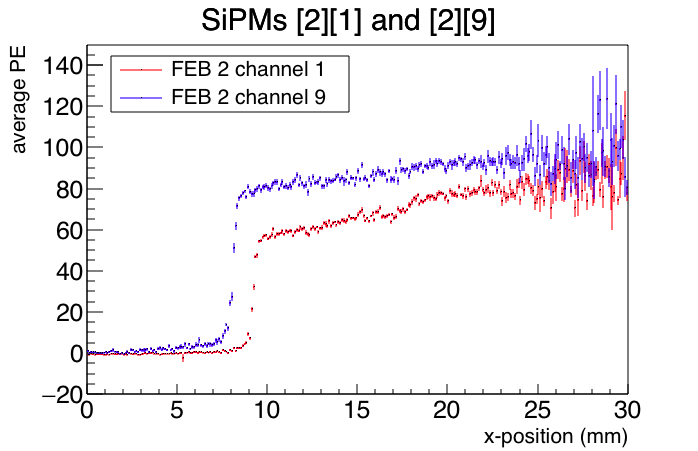 SiPMs [2][1] and [2][9]
average PE
FEB 2 channel 1
FEB 2 channel 9
140
120
100
80
60
40
20
0
−20
0 5 10 15 20 25 30
x-position (mm)